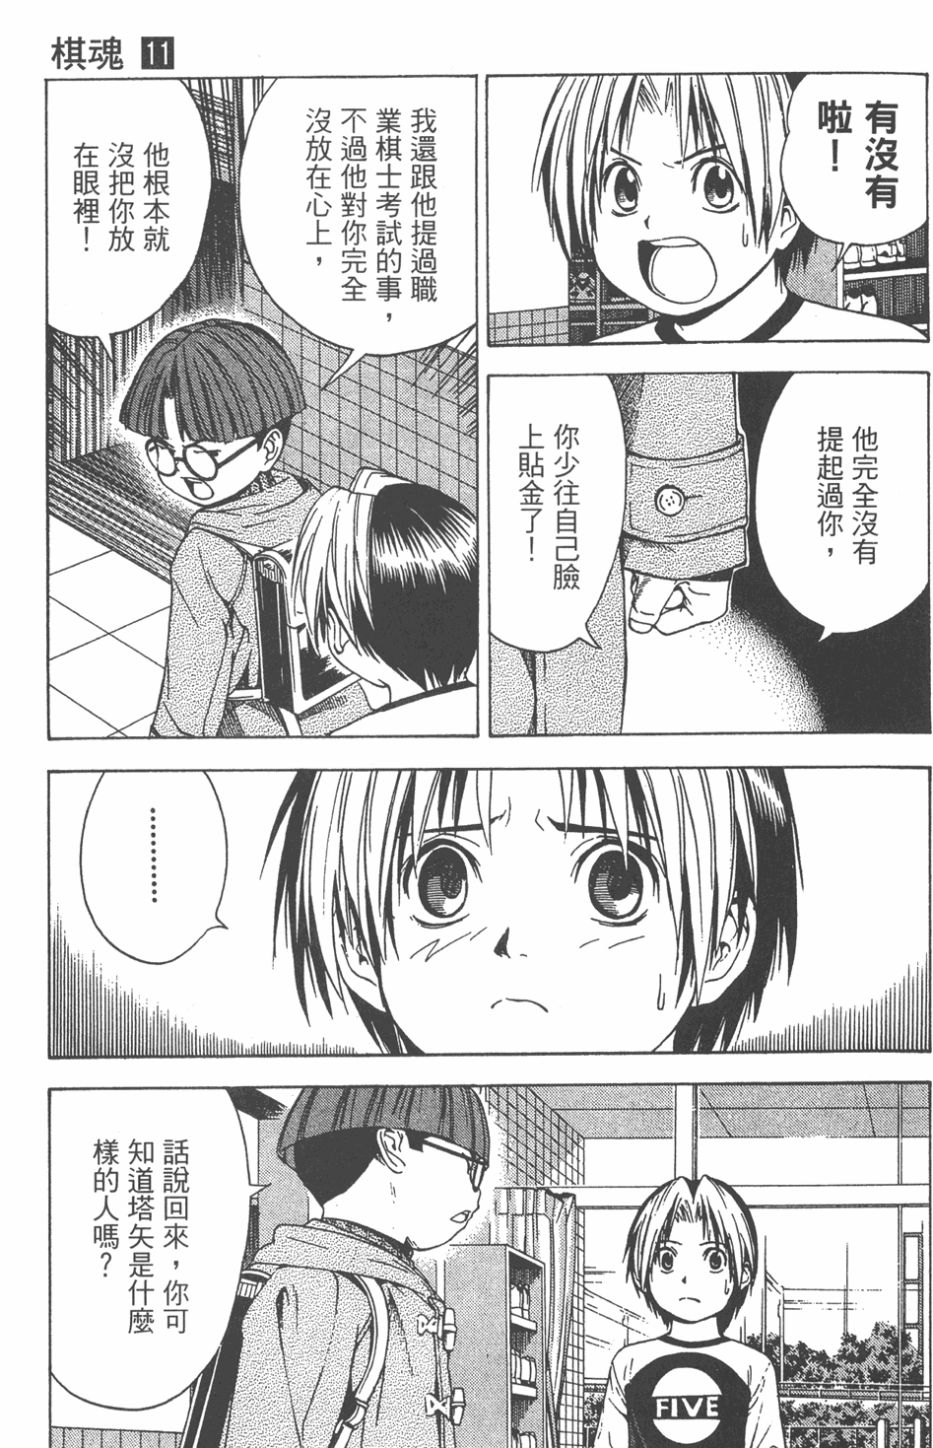 棋魂 11
有沒有
啦！
他完全沒有
提起過你，
你少往自己臉
上貼金了！
我還跟他提過職
業棋士考試的事，
不過他對你完全
沒放在心上，
他根本就
沒把你放
在眼裡！
………
話說回來，你可
知道塔矢是什麼
樣的人嗎？
FIVE